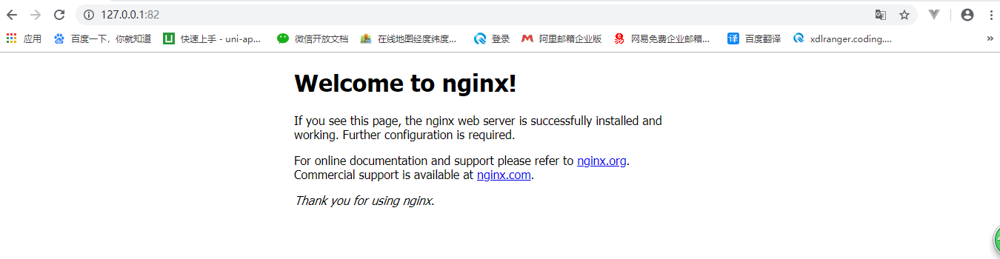 127.0.0.1:82
应用 百度一下，你就知道 快速上手 - uni-ap... 微信开放文档 在线地图经度纬度... 登录 阿里邮箱企业版 网易免费企业邮箱... 百度翻译 xdlranger.coding.... »
Welcome to nginx!
If you see this page, the nginx web server is successfully installed and
working. Further configuration is required.
For online documentation and support please refer to nginx.org.
Commercial support is available at nginx.com.
Thank you for using nginx.